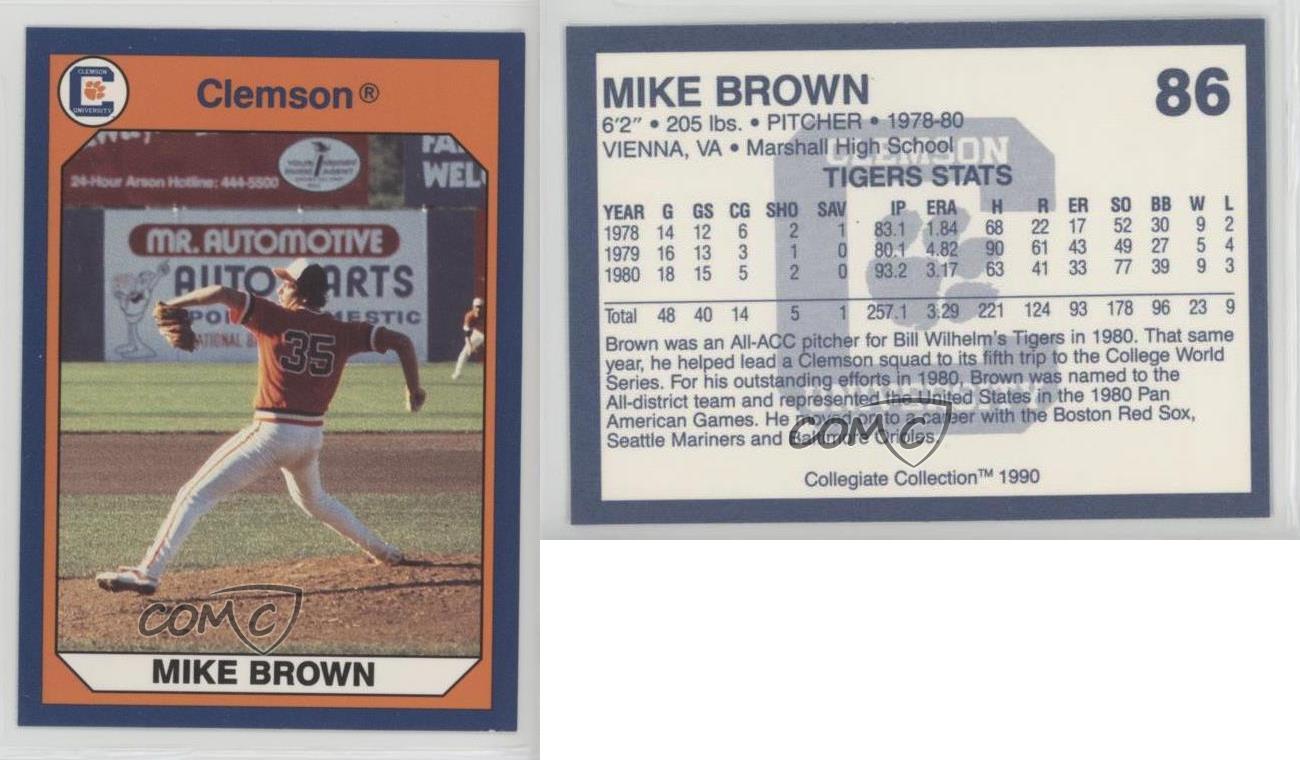 CLEMSON
UNIVERSITY
Clemson®
24-Hour Arson Hotline: 444-5500
WEL
MR. AUTOMOTIVE
AUTO PARTS
MESTIC
35
COMC
MIKE BROWN
MIKE BROWN 86
6'2" • 205 lbs. • PITCHER • 1978-80
VIENNA, VA • Marshall High School
CLEMSON
TIGERS STATS
YEAR G GS CG SHO SAV IP ERA H R ER SO BB W L
1978 14 12 6 2 1 83.1 1.84 68 22 17 52 30 9 2
1979 16 13 3 1 0 80.1 4.82 90 61 43 49 27 5 4
1980 18 15 5 2 0 93.2 3.17 63 41 33 77 39 9 3
Total 48 40 14 5 1 257.1 3.29 221 124 93 178 96 23 9
Brown was an All-ACC pitcher for Bill Wilhelm's Tigers in 1980. That same
year, he helped lead a Clemson squad to its fifth trip to the College World
Series. For his outstanding efforts in 1980, Brown was named to the
All-district team and represented the United States in the 1980 Pan
American Games. He moved on to a career with the Boston Red Sox,
Seattle Mariners and Baltimore Orioles.
COMC
Collegiate Collection™ 1990